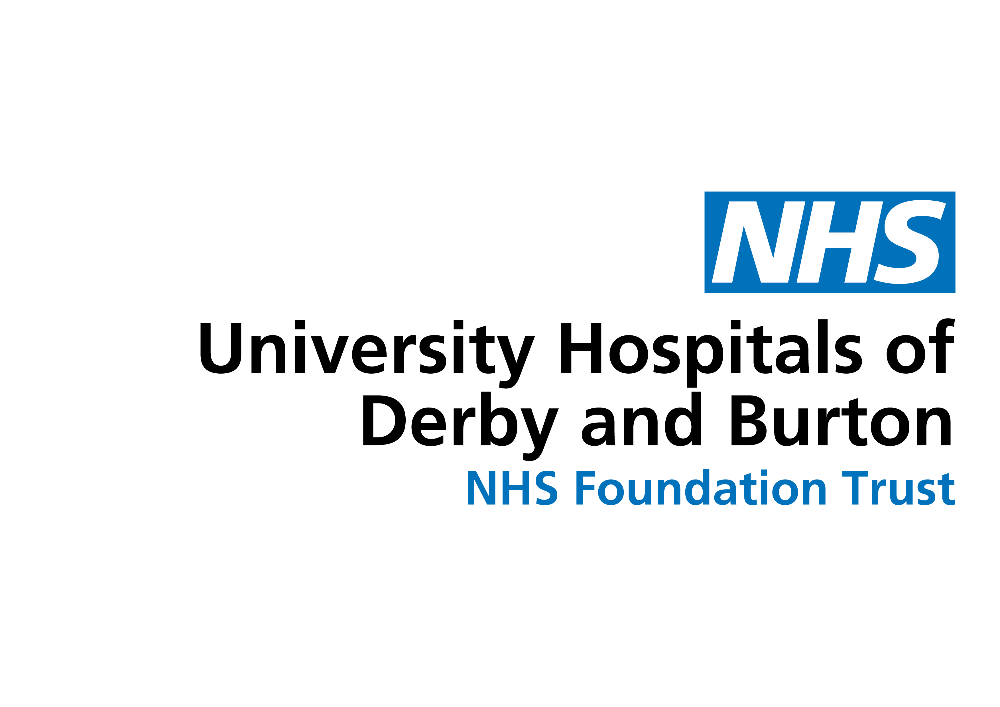 NHS
University Hospitals of
Derby and Burton
NHS Foundation Trust